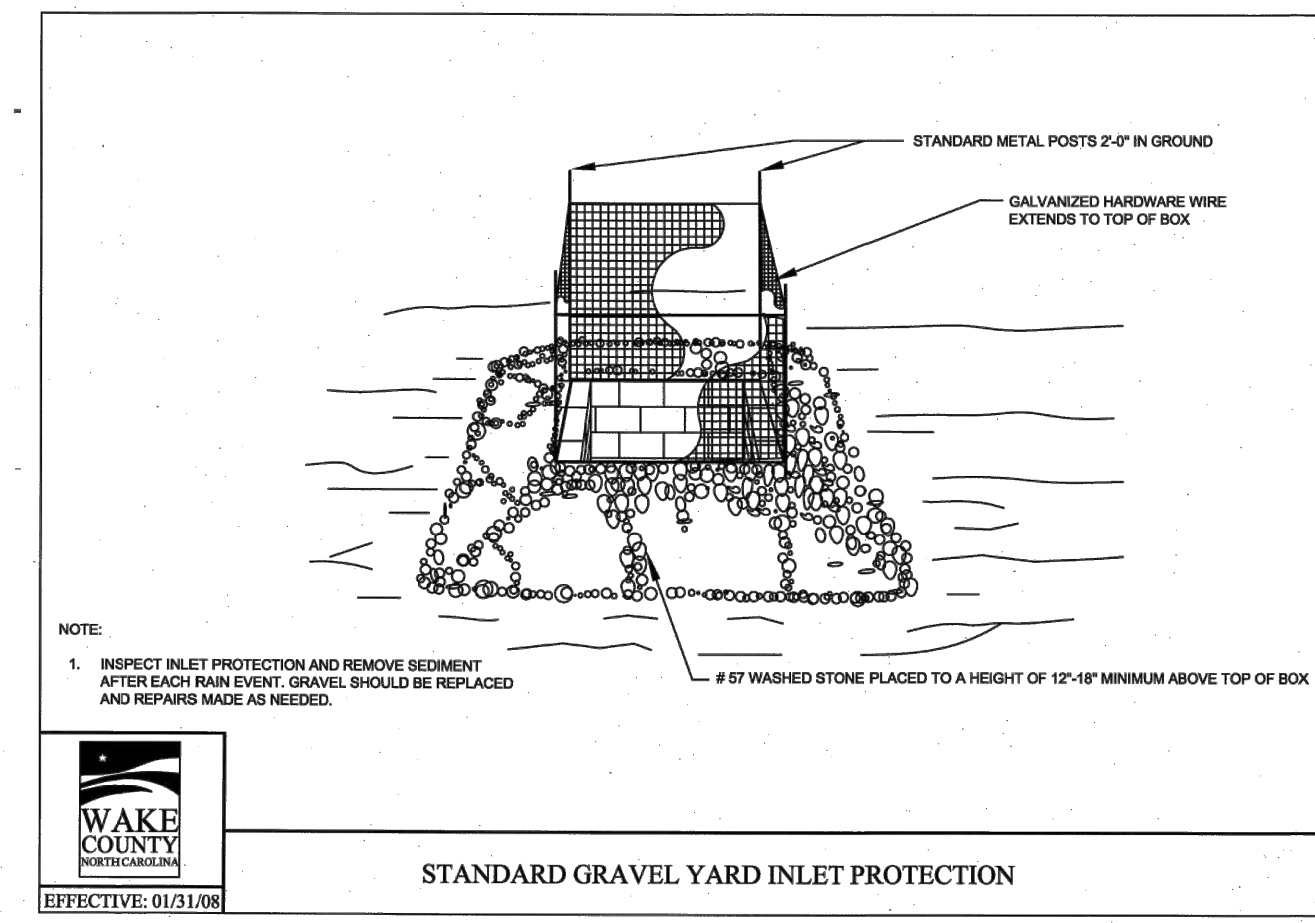 STANDARD METAL POSTS 2'-0" IN GROUND
GALVANIZED HARDWARE WIRE
EXTENDS TO TOP OF BOX
NOTE:
1. INSPECT INLET PROTECTION AND REMOVE SEDIMENT
AFTER EACH RAIN EVENT. GRAVEL SHOULD BE REPLACED
AND REPAIRS MADE AS NEEDED.
# 57 WASHED STONE PLACED TO A HEIGHT OF 12"-18" MINIMUM ABOVE TOP OF BOX
WAKE
COUNTY
NORTH CAROLINA
STANDARD GRAVEL YARD INLET PROTECTION
EFFECTIVE: 01/31/08